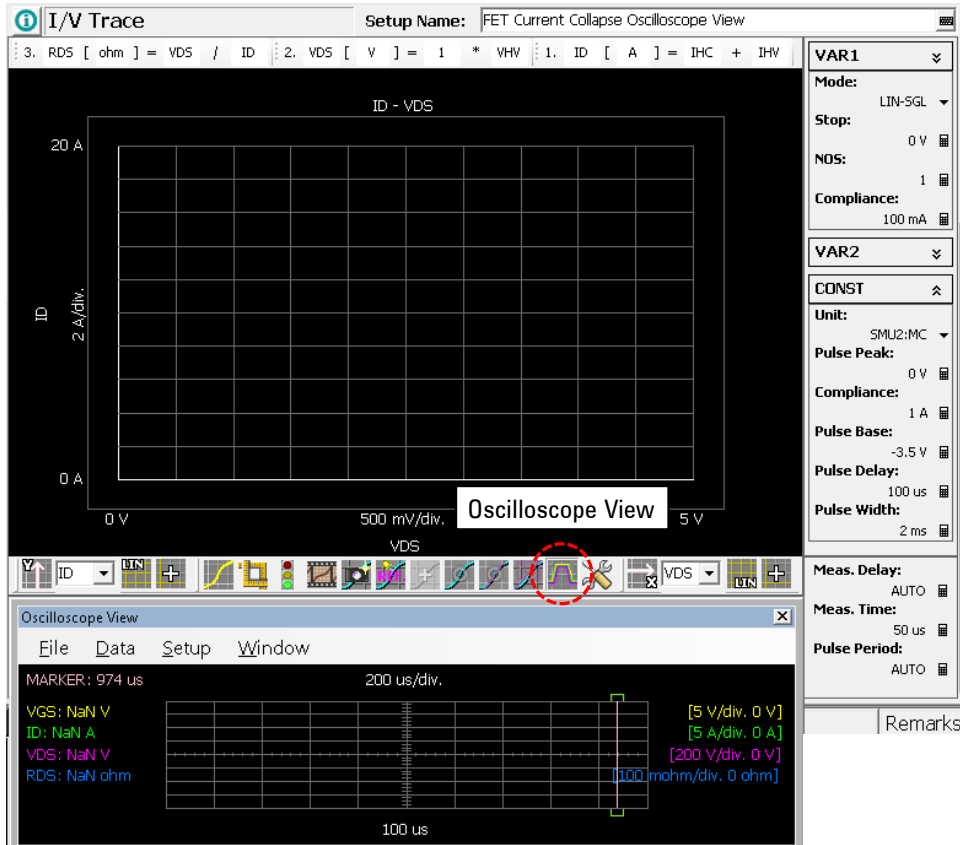 I/V Trace
Setup Name: FET Current Collapse Oscilloscope View
3. RDS [ ohm ] = VDS / ID 2. VDS [ V ] = 1 * VHV 1. ID [ A ] = IHC + IHV
ID - VDS
20 A
ID
2 A/div.
0 A
0 V
500 mV/div.
5 V
VDS
Oscilloscope View
VAR1
Mode:
LIN-SGL
Stop:
0 V
NOS:
1
Compliance:
100 mA
VAR2
CONST
Unit:
SMU2:MC
Pulse Peak:
0 V
Compliance:
1 A
Pulse Base:
-3.5 V
Pulse Delay:
100 us
Pulse Width:
2 ms
Meas. Delay:
AUTO
Meas. Time:
50 us
Pulse Period:
AUTO
Remarks
Y ID LIN
X VDS LIN
Oscilloscope View
File Data Setup Window
MARKER: 974 us
200 us/div.
VGS: NaN V [5 V/div. 0 V]
ID: NaN A [5 A/div. 0 A]
VDS: NaN V [200 V/div. 0 V]
RDS: NaN ohm [100 mohm/div. 0 ohm]
100 us